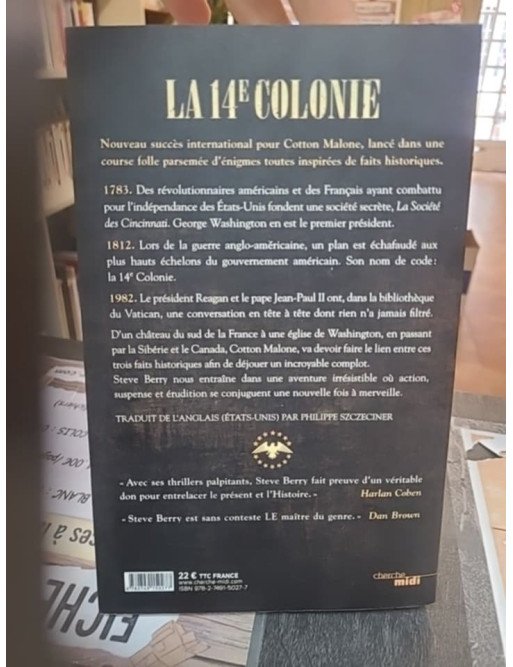 LA 14E COLONIE
Nouveau succès international pour Cotton Malone, lancé dans une
course folle parsemée d'énigmes toutes inspirées de faits historiques.
1783. Des révolutionnaires américains et des Français ayant combattu
pour l'indépendance des États-Unis fondent une société secrète, La Société
des Cincinnati. George Washington en est le premier président.
1812. Lors de la guerre anglo-américaine, un plan est échafaudé aux
plus hauts échelons du gouvernement américain. Son nom de code :
la 14e Colonie.
1982. Le président Reagan et le pape Jean-Paul II ont, dans la bibliothèque
du Vatican, une conversation en tête à tête dont rien n'a jamais filtré.
D'un château du sud de la France à une église de Washington, en passant
par la Sibérie et le Canada, Cotton Malone, va devoir faire le lien entre ces
trois faits historiques afin de déjouer un incroyable complot.
Steve Berry nous entraîne dans une aventure irrésistible où action,
suspense et érudition se conjuguent une nouvelle fois à merveille.
TRADUIT DE L'ANGLAIS (ÉTATS-UNIS) PAR PHILIPPE SZCZECINER
« Avec ses thrillers palpitants, Steve Berry fait preuve d'un véritable
don pour entrelacer le présent et l'Histoire. » Harlan Coben
« Steve Berry est sans conteste LE maître du genre. » Dan Brown
22 € TTC FRANCE
www.cherche-midi.com
ISBN 978-2-7491-5027-7
cherche
midi
BLANC :
FICHE